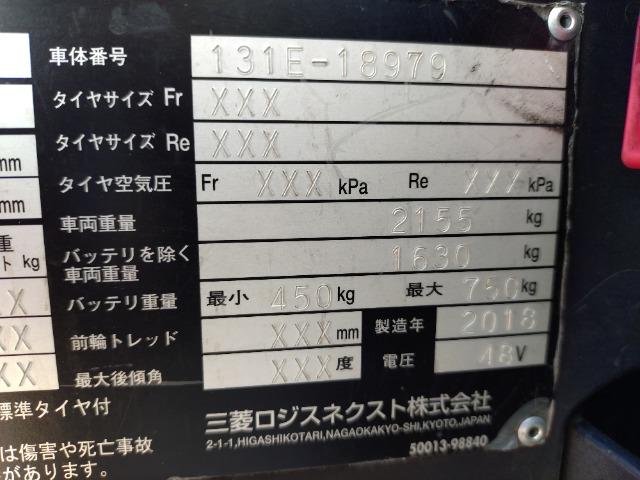 車体番号 131E-18979
タイヤサイズ Fr XXX
タイヤサイズ Re XXX
mm
タイヤ空気圧 Fr XXX kPa Re XXX kPa
mm
車両重量 2155 kg
重
ト kg
バッテリを除く車両重量 1630 kg
バッテリ重量 最小 450 kg 最大 750 kg
X
前輪トレッド XXX mm 製造年 2018
XX
最大後傾角 XXX 度 電圧 48 V
標準タイヤ付
三菱ロジスネクスト株式会社
2-1-1,HIGASHIKOTARI,NAGAOKAKYO-SHI,KYOTO,JAPAN
は傷害や死亡事故
50013-98840
があります。